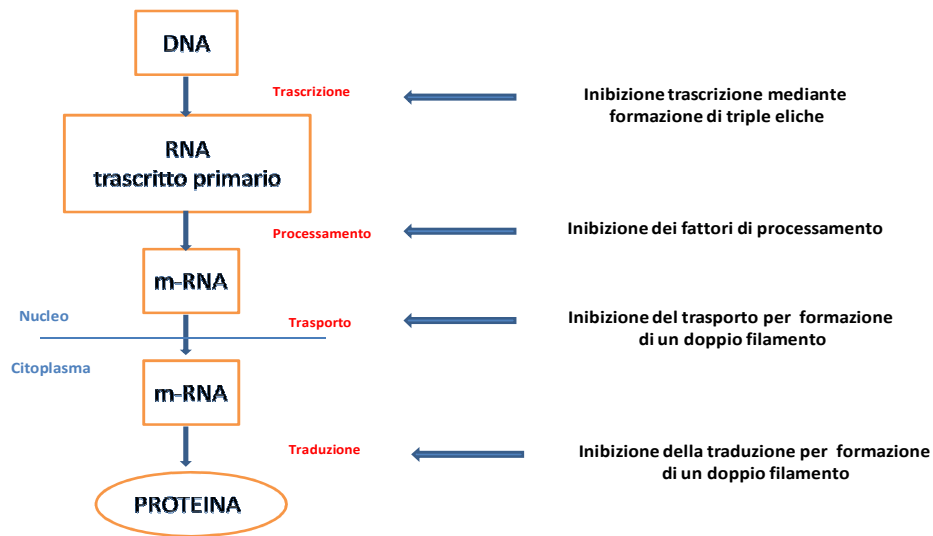 DNA
Trascrizione
Inibizione trascrizione mediante
formazione di triple eliche
RNA
trascritto primario
Processamento
Inibizione dei fattori di processamento
m-RNA
Nucleo
Trasporto
Inibizione del trasporto per formazione
di un doppio filamento
Citoplasma
m-RNA
Traduzione
Inibizione della traduzione per formazione
di un doppio filamento
PROTEINA